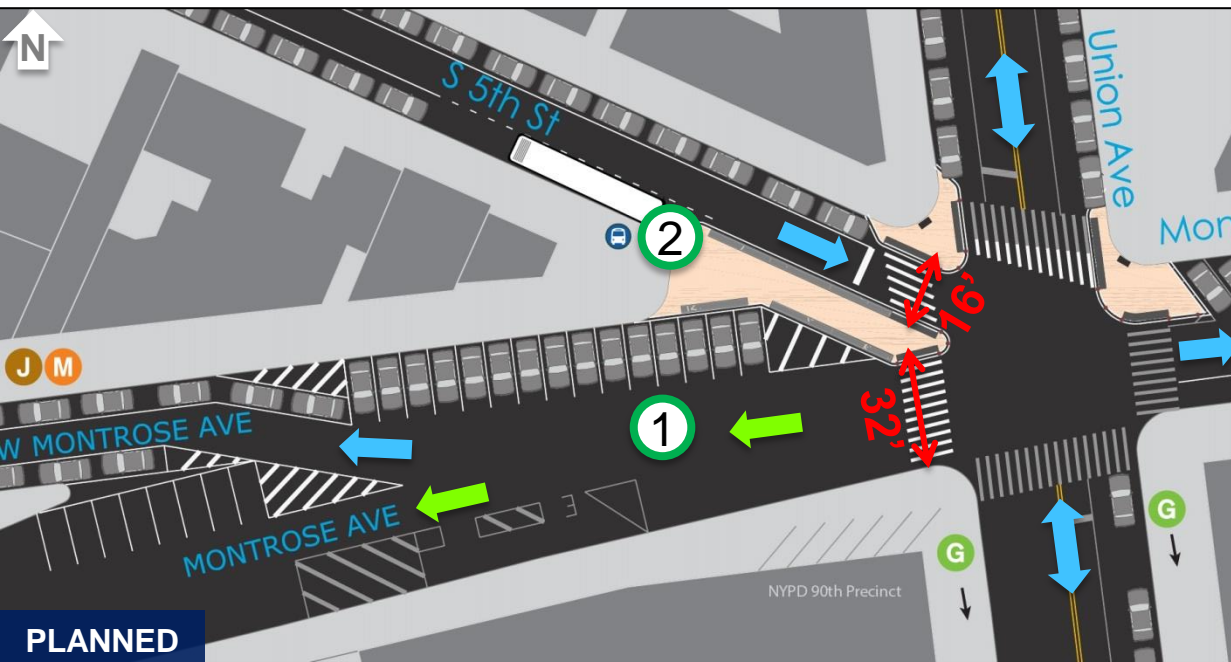 N
S 5th St
Union Ave
Mon
2
16'
J M
W MONTROSE AVE
1
32'
MONTROSE AVE
G
G
NYPD 90th Precinct
PLANNED